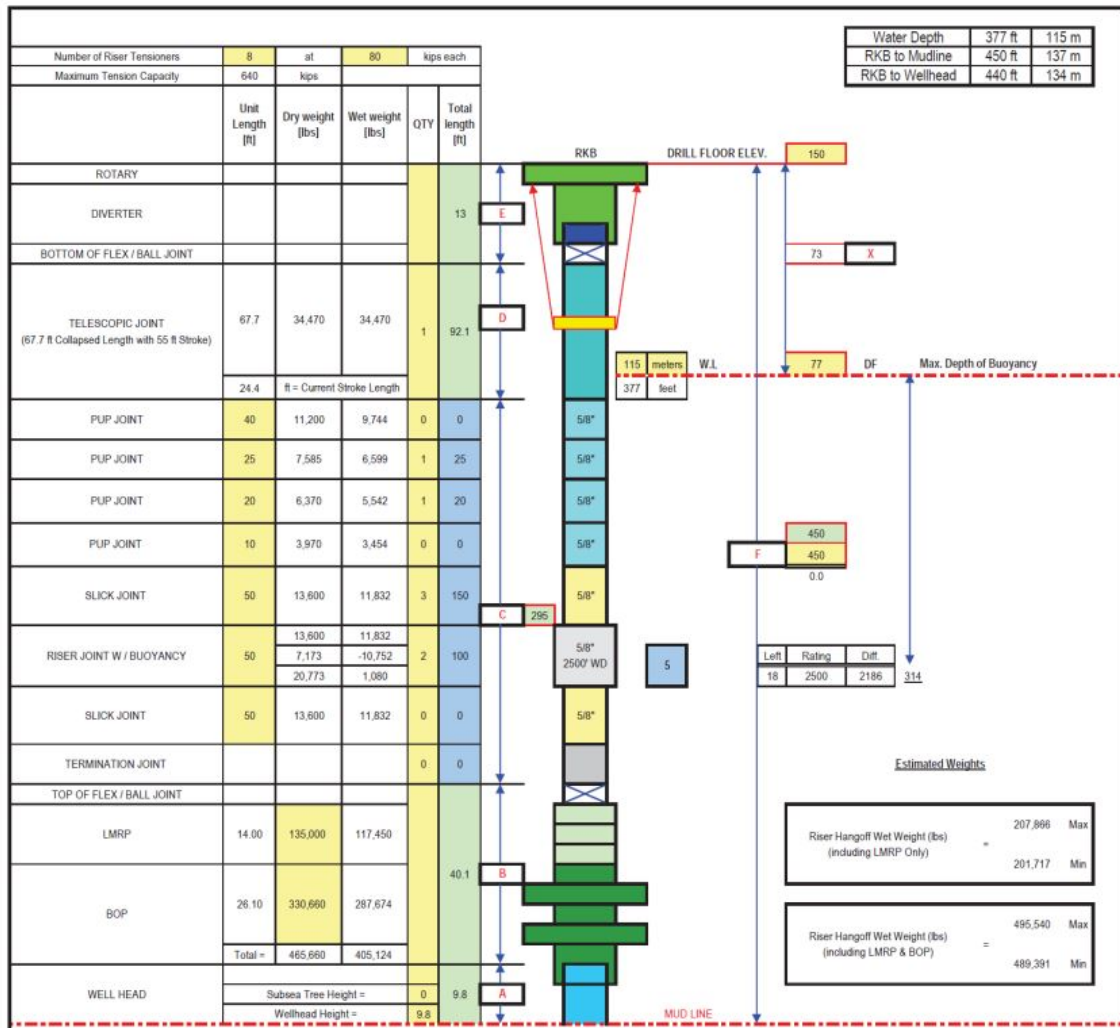 Water Depth 377 ft 115 m
RKB to Mudline 450 ft 137 m
RKB to Wellhead 440 ft 134 m
Number of Riser Tensioners 8 at 80 kips each
Maximum Tension Capacity 640 kips
Unit Length [ft] Dry weight [lbs] Wet weight [lbs] QTY Total length [ft]
RKB DRILL FLOOR ELEV. 150
ROTARY
DIVERTER 13 E
BOTTOM OF FLEX / BALL JOINT
73 X
TELESCOPIC JOINT
(67.7 ft Collapsed Length with 55 ft Stroke)
67.7 34,470 34,470 1 92.1 D
24.4 ft = Current Stroke Length
115 meters W.L 77 DF Max. Depth of Buoyancy
377 feet
PUP JOINT 40 11,200 9,744 0 0 5/8"
PUP JOINT 25 7,585 6,599 1 25 5/8"
PUP JOINT 20 6,370 5,542 1 20 5/8"
PUP JOINT 10 3,970 3,454 0 0 5/8"
450
F 450
0.0
SLICK JOINT 50 13,600 11,832 3 150 5/8"
C 295
13,600 11,832
RISER JOINT W / BUOYANCY 50 7,173 -10,752 2 100
20,773 1,080
5/8"
2500' WD
5
Left Rating Diff.
18 2500 2186 314
SLICK JOINT 50 13,600 11,832 0 0 5/8"
TERMINATION JOINT 0 0
Estimated Weights
TOP OF FLEX / BALL JOINT
LMRP 14.00 135,000 117,450
40.1 B
BOP 26.10 330,660 287,674
Total = 465,660 405,124
Riser Hangoff Wet Weight (lbs)
(including LMRP Only)
=
207,866 Max
201,717 Min
Riser Hangoff Wet Weight (lbs)
(including LMRP & BOP)
=
495,540 Max
489,391 Min
WELL HEAD Subsea Tree Height = 0 9.8 A
Wellhead Height = 9.8
MUD LINE